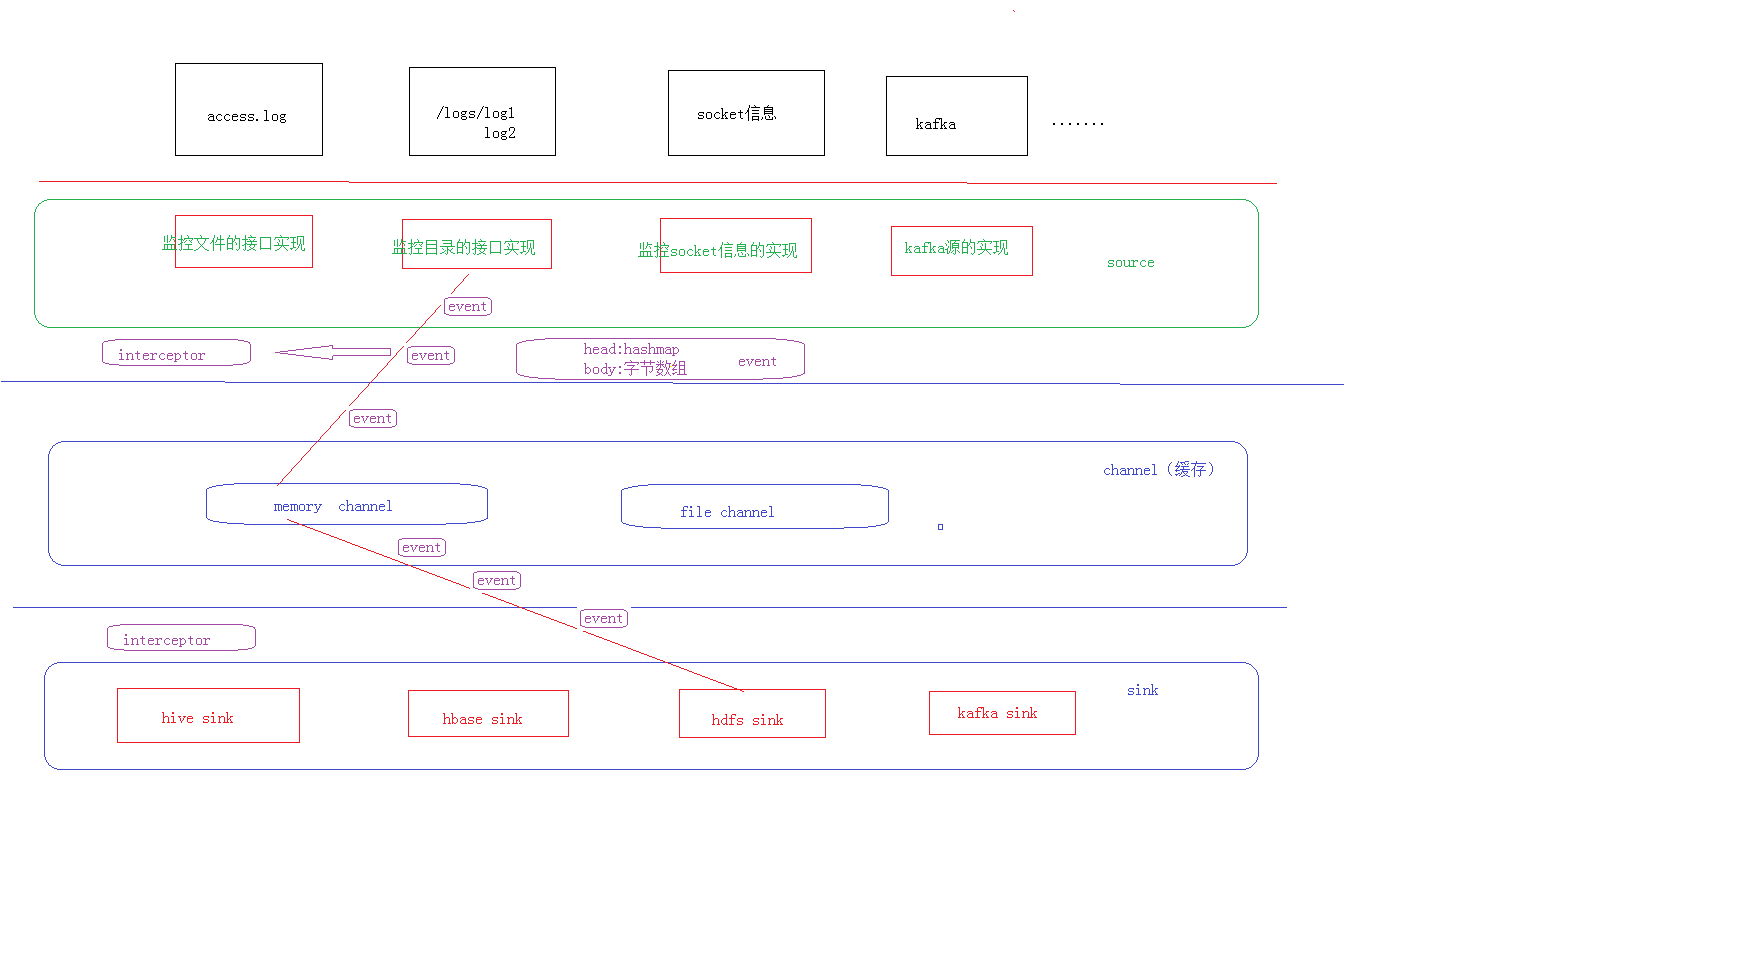 access.log
/logs/log1
log2
socket信息
kafka
.......
监控文件的接口实现
监控目录的接口实现
监控socket信息的实现
kafka源的实现
source
event
interceptor
event
head:hashmap
body:字节数组
event
event
channel（缓存）
memory  channel
file channel
event
event
event
interceptor
sink
hive sink
hbase sink
hdfs sink
kafka sink